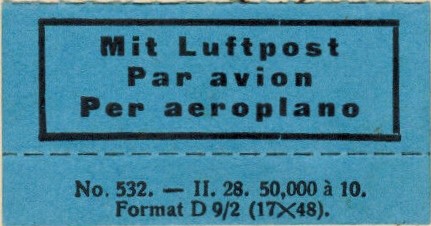 Mit Luftpost
Par avion
Per aeroplano
No. 532. — II. 28. 50,000 à 10.
Format D 9/2 (17×48).